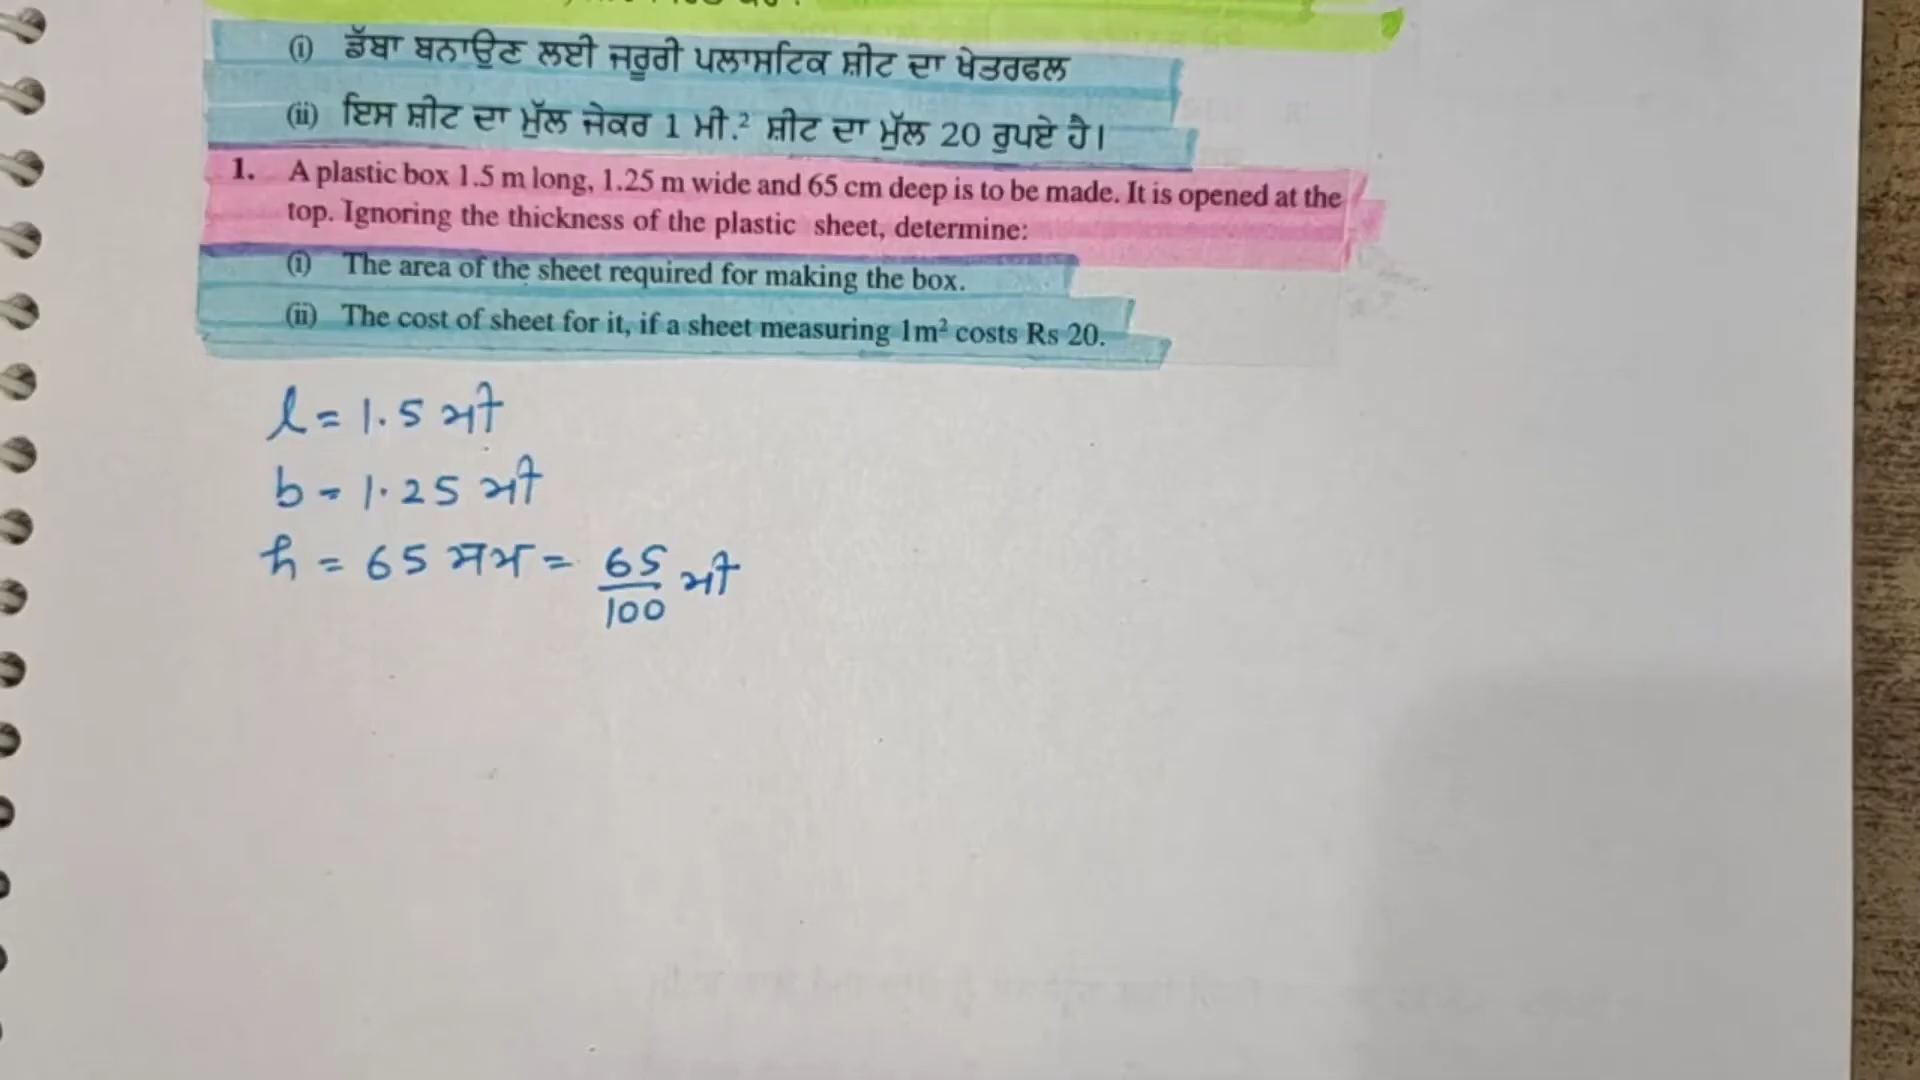 (i) ਡੱਬਾ ਬਨਾਉਣ ਲਈ ਜਰੂਰੀ ਪਲਾਸਟਿਕ ਸ਼ੀਟ ਦਾ ਖੇਤਰਫਲ
(ii) ਇਸ ਸ਼ੀਟ ਦਾ ਮੁੱਲ ਜੇਕਰ 1 ਮੀ.² ਸ਼ੀਟ ਦਾ ਮੁੱਲ 20 ਰੁਪਏ ਹੈ।
1. A plastic box 1.5 m long, 1.25 m wide and 65 cm deep is to be made. It is opened at the
top. Ignoring the thickness of the plastic sheet, determine:
(i) The area of the sheet required for making the box.
(ii) The cost of sheet for it, if a sheet measuring 1m² costs Rs 20.
l = 1.5 ਮੀ
b = 1.25 ਮੀ
h = 65 ਸਮ = 65/100 ਮੀ